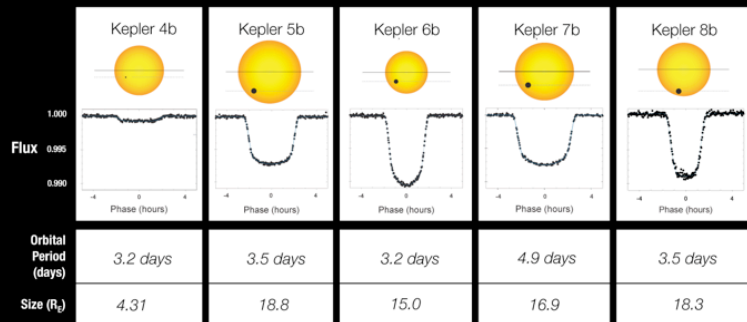 Kepler 4b Kepler 5b Kepler 6b Kepler 7b Kepler 8b
1.000
Flux 0.995
0.990
-4 0 4 -4 0 4 -4 0 4 -4 0 4 -4 0 4
Phase (hours) Phase (hours) Phase (hours) Phase (hours) Phase (hours)
Orbital
Period
(days)
3.2 days 3.5 days 3.2 days 4.9 days 3.5 days
Size (RE) 4.31 18.8 15.0 16.9 18.3